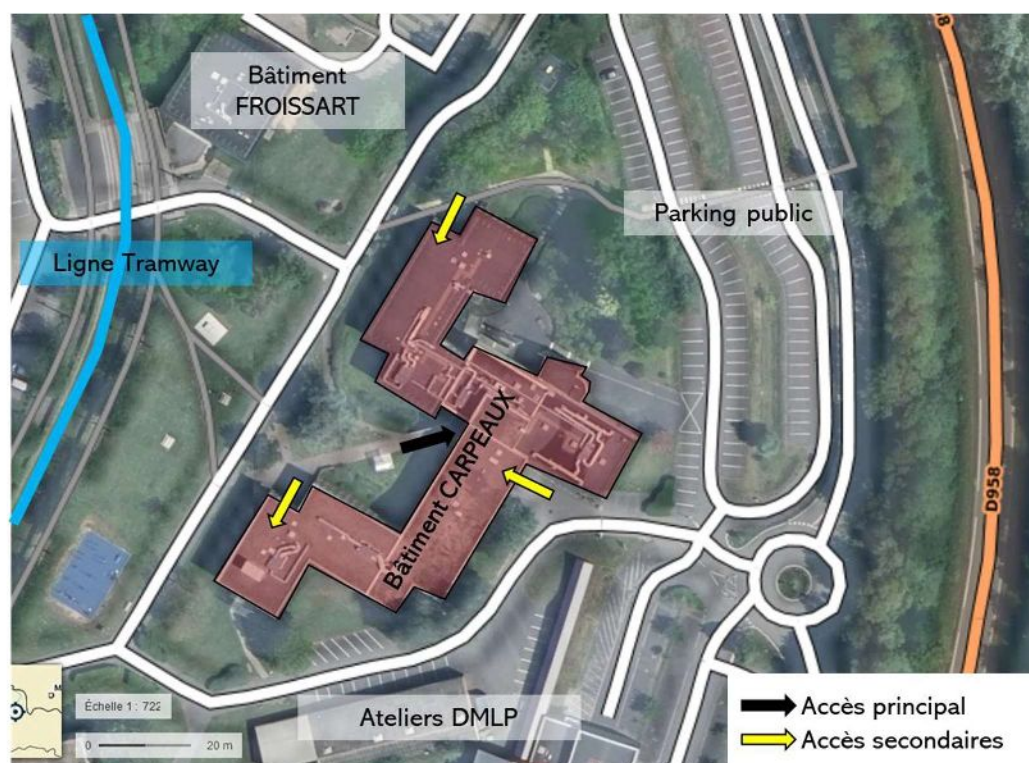 Bâtiment
FROISSART
Parking public
Ligne Tramway
Bâtiment CARPEAUX
D958
Échelle 1 : 722
0 20 m
Ateliers DMLP
Accès principal
Accès secondaires